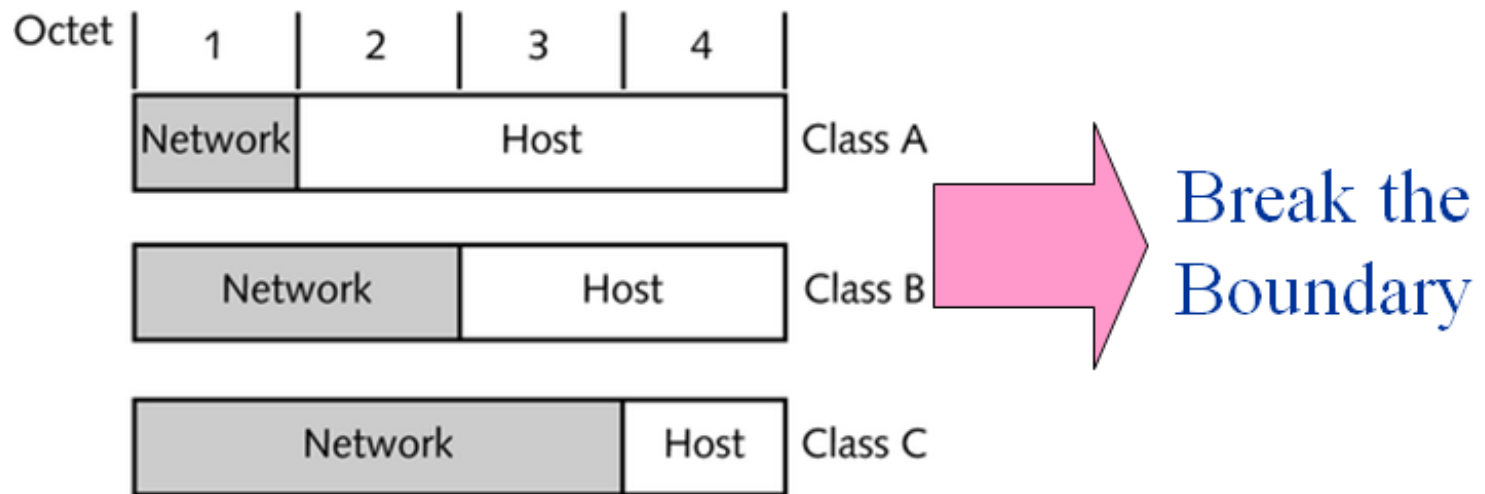 Octet 1 2 3 4
Network Host Class A
Network Host Class B
Network Host Class C
Break the
Boundary